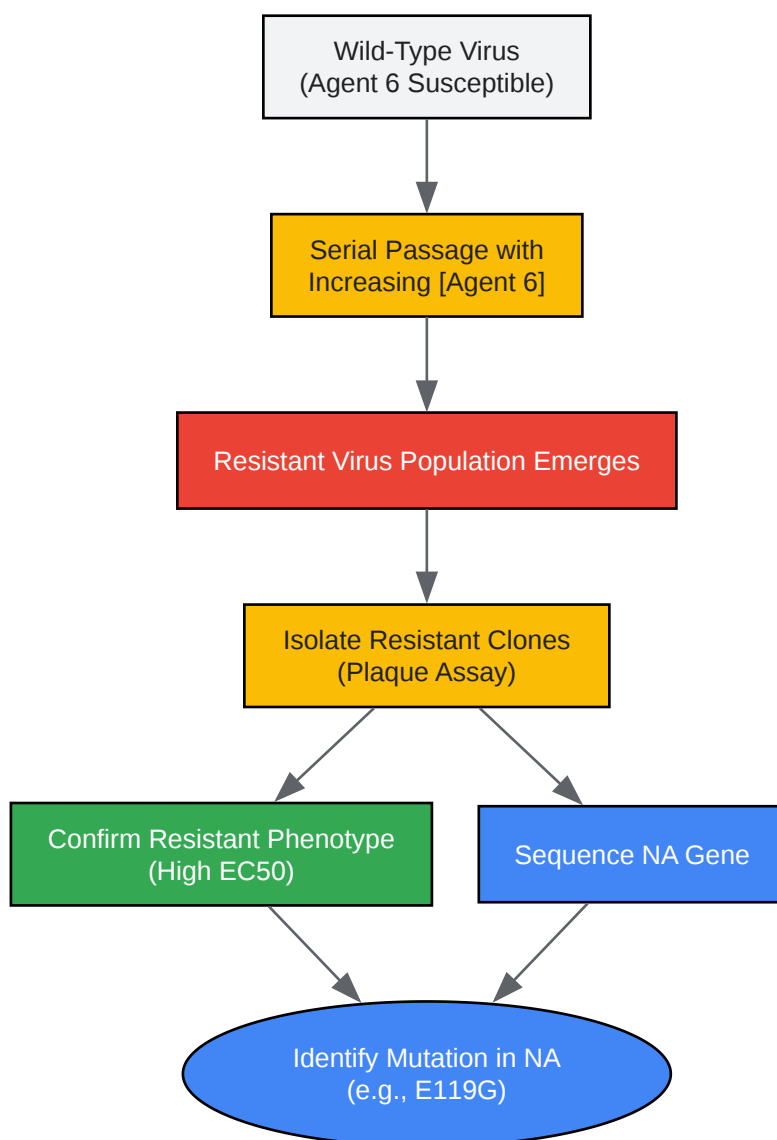 Wild-Type Virus
(Agent 6 Susceptible)
Serial Passage with
Increasing [Agent 6]
Resistant Virus Population Emerges
Isolate Resistant Clones
(Plaque Assay)
Confirm Resistant Phenotype
(High EC50)
Sequence NA Gene
Identify Mutation in NA
(e.g., E119G)